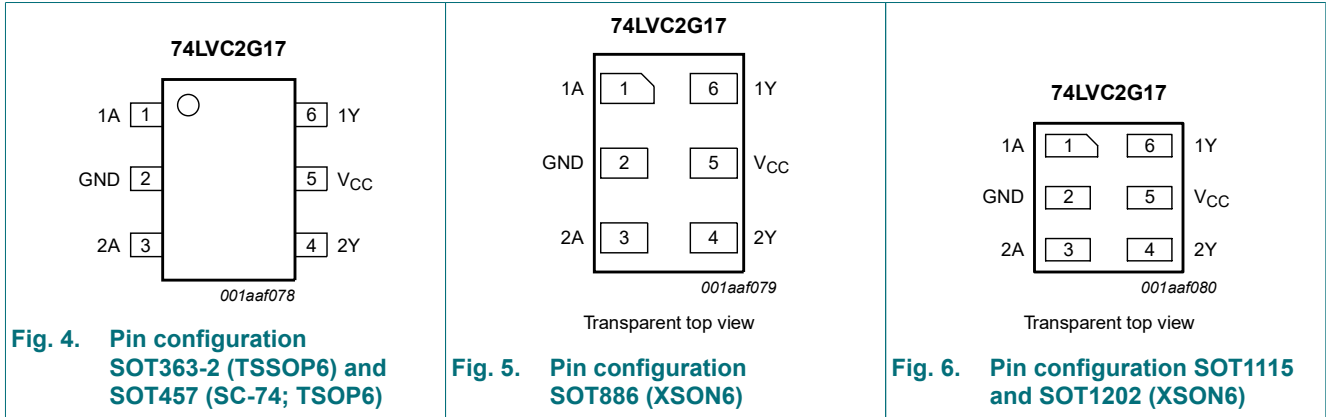 74LVC2G17
1A 1 6 1Y
GND 2 5 VCC
2A 3 4 2Y
001aaf078
Fig. 4. Pin configuration
SOT363-2 (TSSOP6) and
SOT457 (SC-74; TSOP6)
74LVC2G17
1A 1 6 1Y
GND 2 5 VCC
2A 3 4 2Y
001aaf079
Transparent top view
Fig. 5. Pin configuration
SOT886 (XSON6)
74LVC2G17
1A 1 6 1Y
GND 2 5 VCC
2A 3 4 2Y
001aaf080
Transparent top view
Fig. 6. Pin configuration SOT1115
and SOT1202 (XSON6)